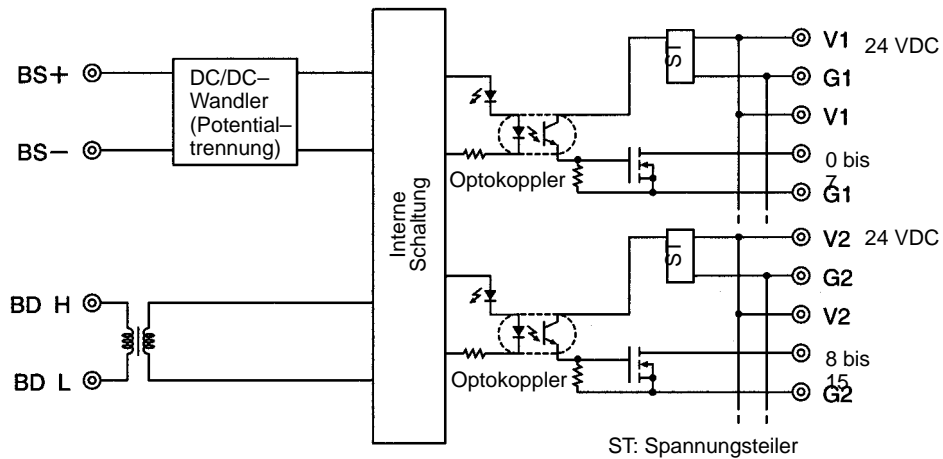 BS+
BS−
DC/DC–
Wandler
(Potential–
trennung)
BD H
BD L
Interne
Schaltung
Optokoppler
ST
V1 24 VDC
G1
V1
0 bis
7
G1
Optokoppler
ST
V2 24 VDC
G2
V2
8 bis
15
G2
ST: Spannungsteiler